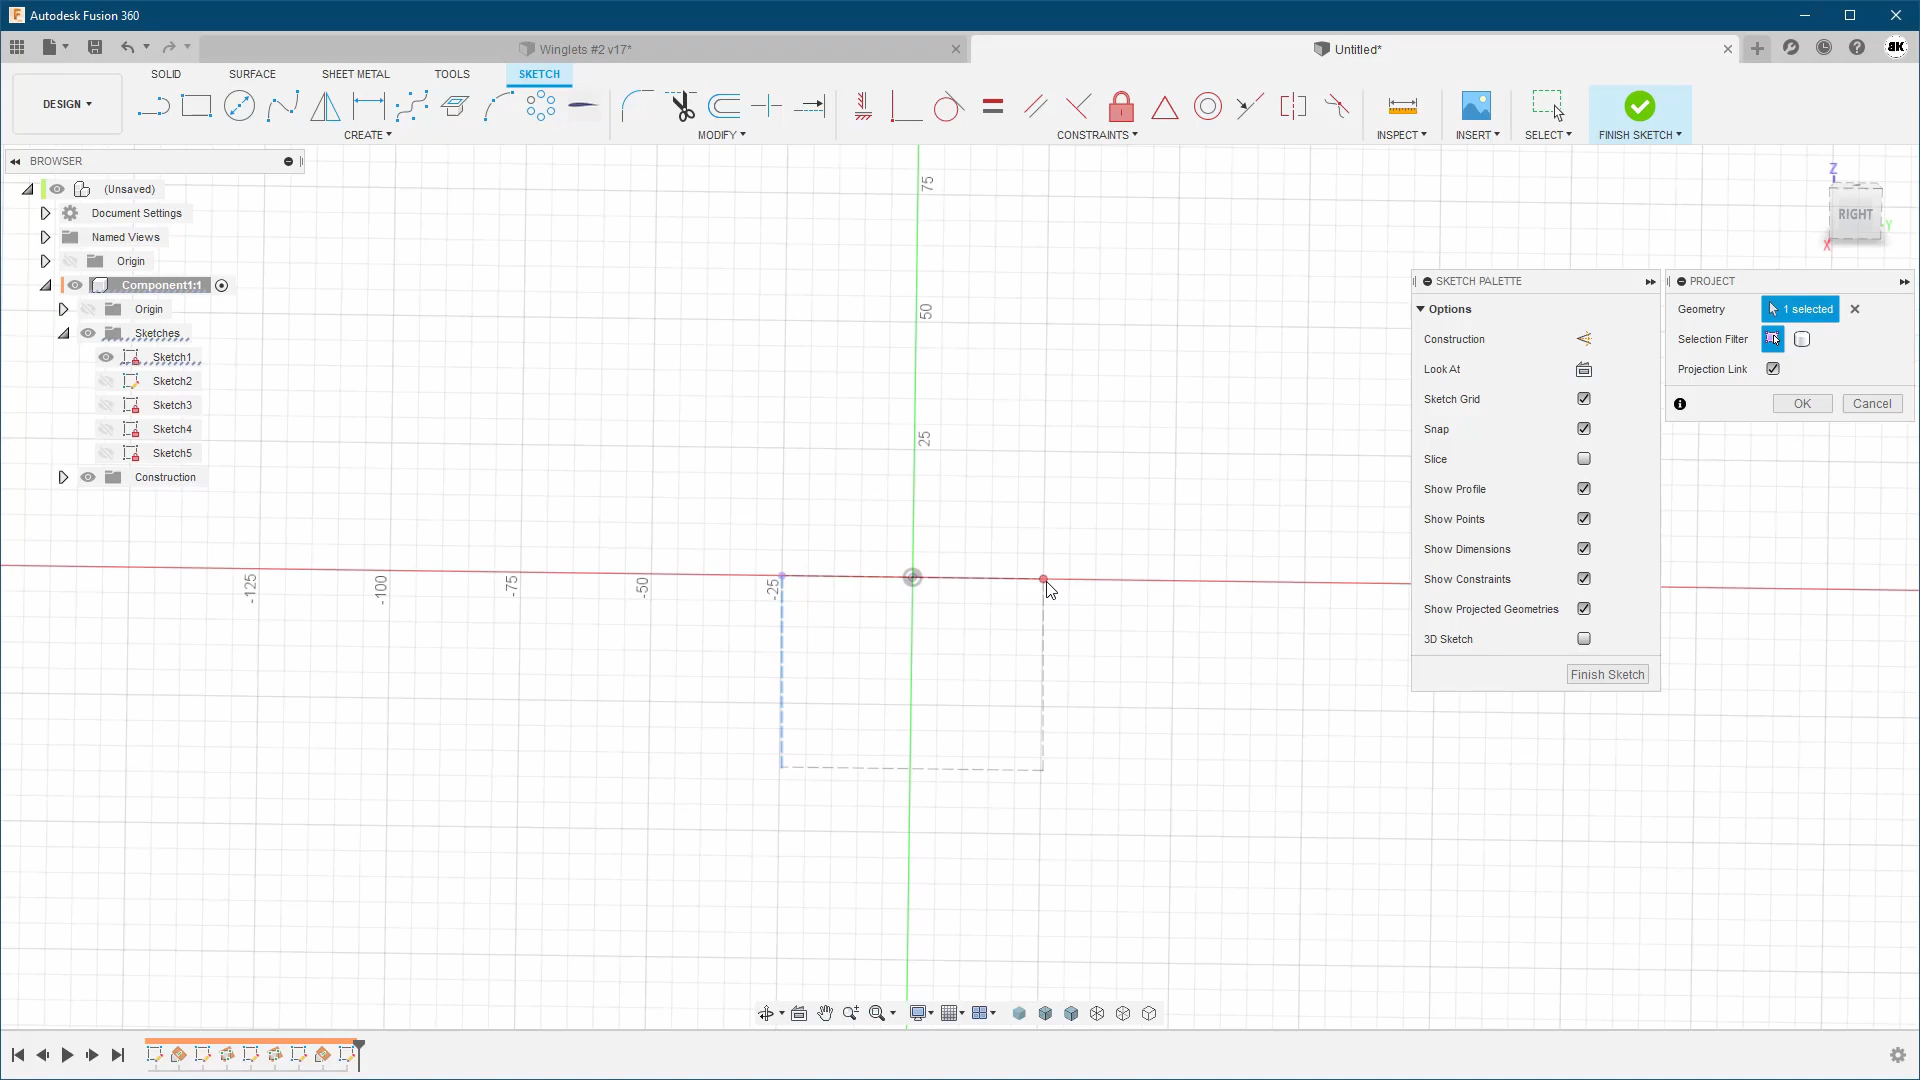 Autodesk Fusion 360
Winglets #2 v17*
Untitled*
BK
DESIGN
SOLID
SURFACE
SHEET METAL
TOOLS
SKETCH
CREATE
MODIFY
CONSTRAINTS
INSPECT
INSERT
SELECT
FINISH SKETCH
BROWSER
(Unsaved)
Document Settings
Named Views
Origin
Component1:1
Origin
Sketches
Sketch1
Sketch2
Sketch3
Sketch4
Sketch5
Construction
75
50
25
-125
-100
-75
-50
-25
Z
RIGHT
Y
X
SKETCH PALETTE
Options
Construction
Look At
Sketch Grid
Snap
Slice
Show Profile
Show Points
Show Dimensions
Show Constraints
Show Projected Geometries
3D Sketch
Finish Sketch
PROJECT
Geometry
1 selected
Selection Filter
Projection Link
OK
Cancel